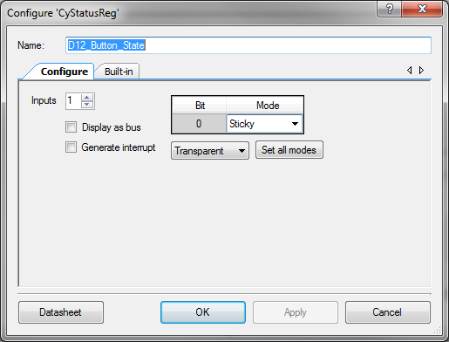 Configure 'CyStatusReg'
Name: D12_Button_State
Configure Built-in
Inputs 1
Bit Mode
0 Sticky
Display as bus
Generate interrupt
Transparent Set all modes
Datasheet OK Apply Cancel